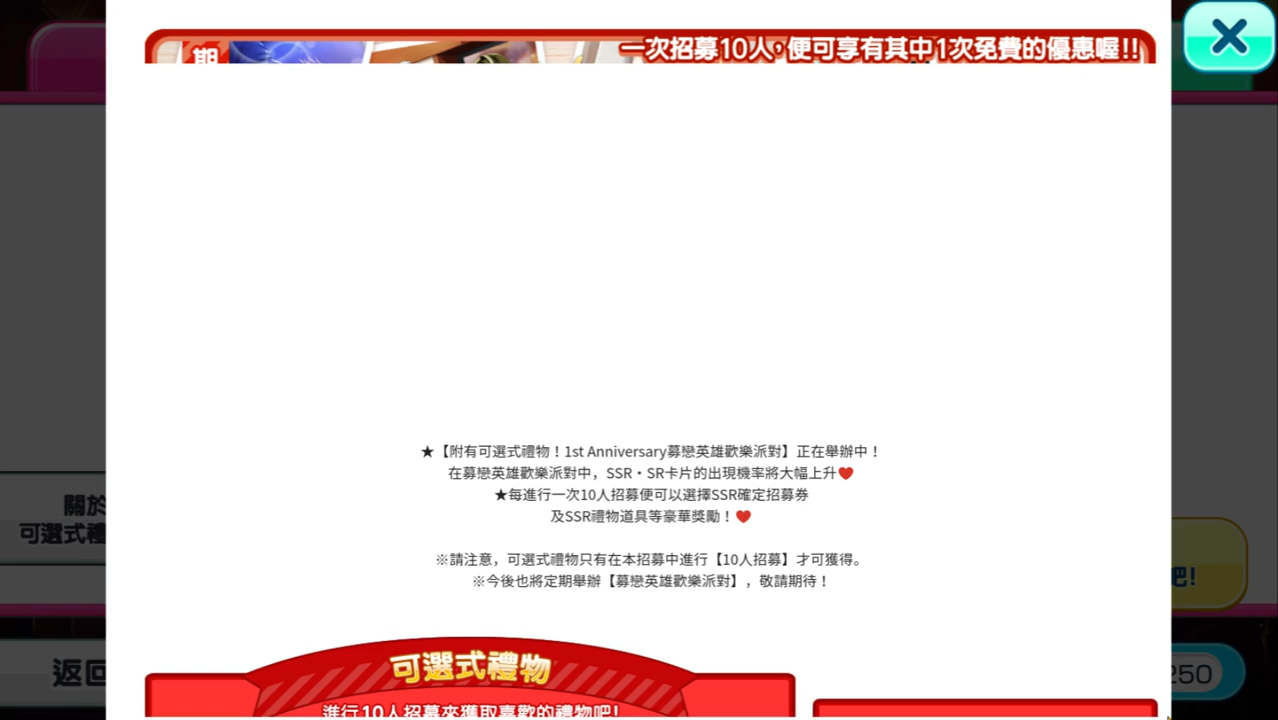 期
一次招募10人，便可享有其中1次免費的優惠喔!!
★【附有可選式禮物！1st Anniversary募戀英雄歡樂派對】正在舉辦中！
在募戀英雄歡樂派對中，SSR・SR卡片的出現機率將大幅上升♥
★每進行一次10人招募便可以選擇SSR確定招募券
及SSR禮物道具等豪華獎勵！♥
※請注意，可選式禮物只有在本招募中進行【10人招募】才可獲得。
※今後也將定期舉辦【募戀英雄歡樂派對】，敬請期待！
關於
可選式禮
吧!
返回
250
可選式禮物
進行10人招募來獲取喜歡的禮物吧!